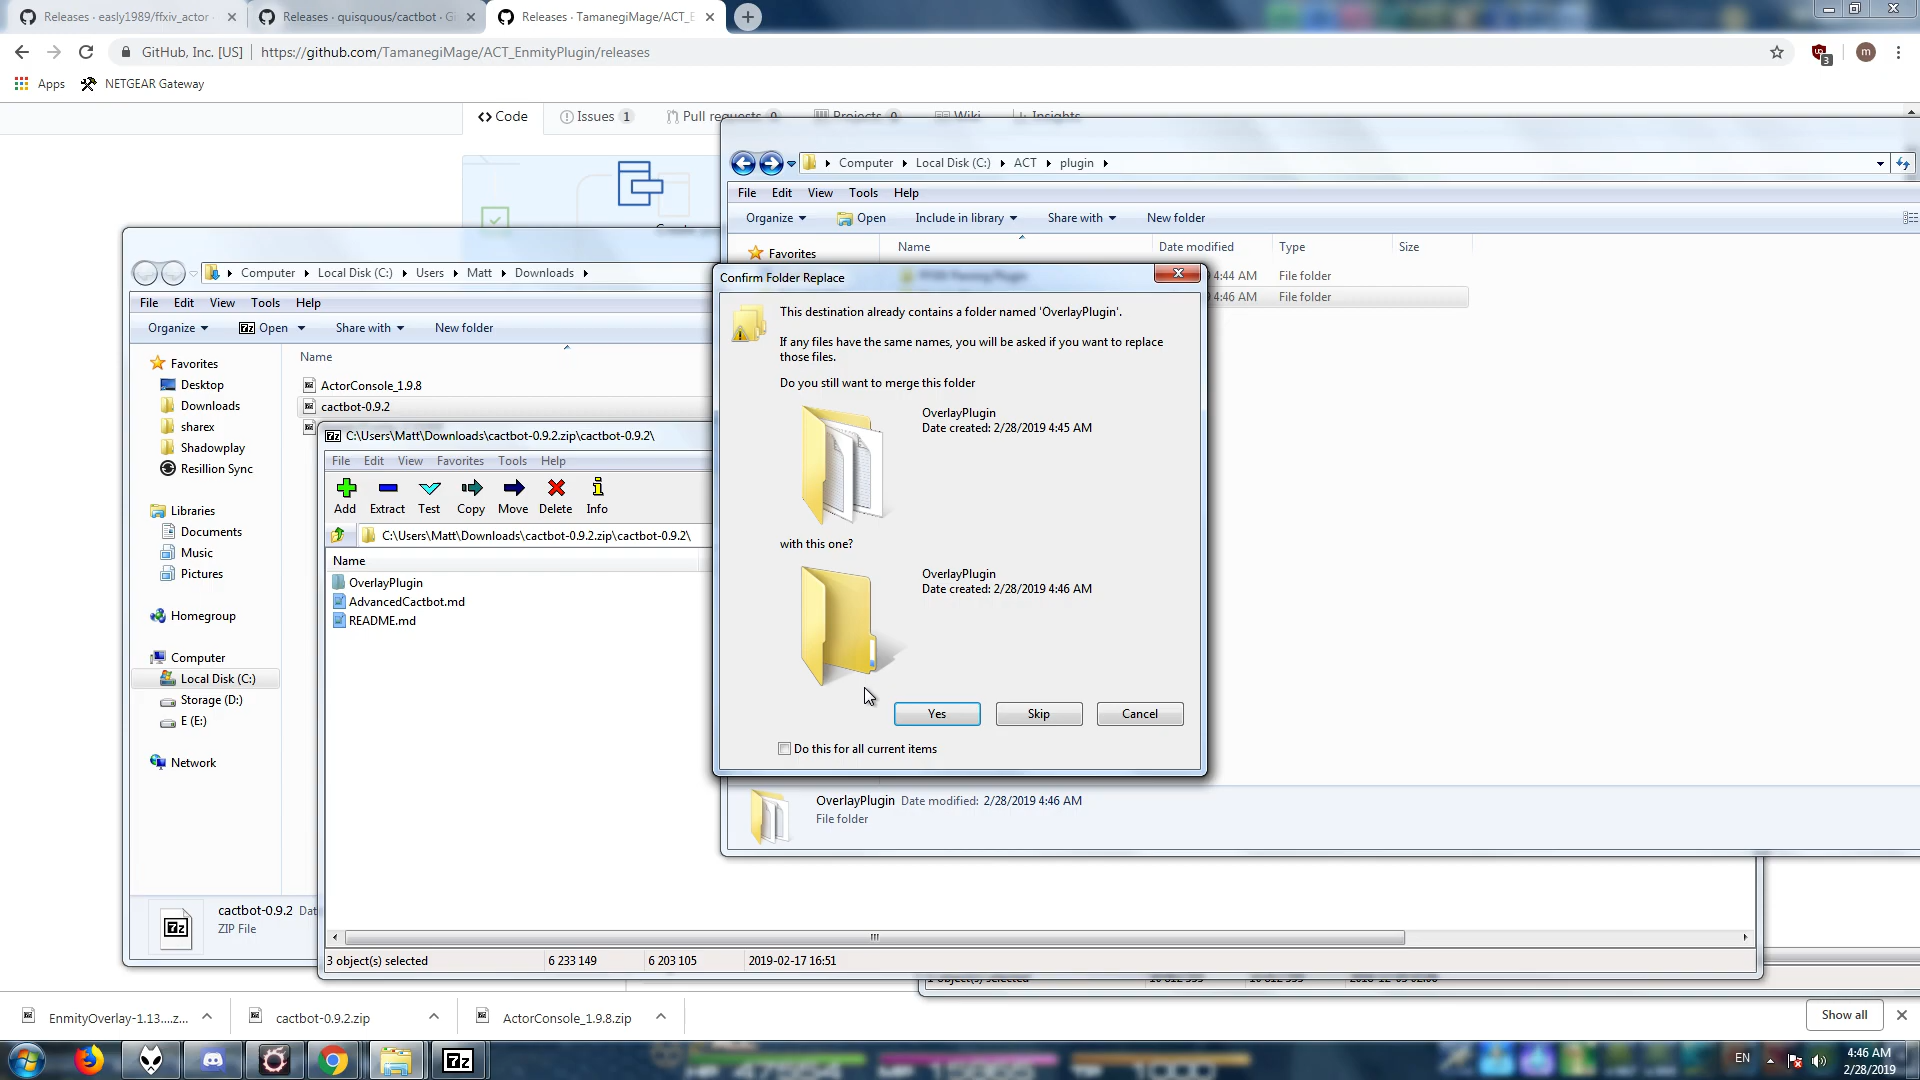 Releases · easly1989/ffxiv_actor
Releases · quisquous/cactbot · Gi
Releases · TamanegiMage/ACT_E
GitHub, Inc. [US] https://github.com/TamanegiMage/ACT_EnmityPlugin/releases
3
m
Apps NETGEAR Gateway
Code Issues 1 Pull requests 0 Projects 0 Wiki Insights
Computer Local Disk (C:) ACT plugin
File Edit View Tools Help
Organize Open Include in library Share with New folder
Favorites
Name Date modified Type Size
4:44 AM File folder
4:46 AM File folder
Computer Local Disk (C:) Users Matt Downloads
File Edit View Tools Help
Organize Open Share with New folder
Name
Favorites
Desktop
Downloads
sharex
Shadowplay
Resillion Sync
Libraries
Documents
Music
Pictures
Homegroup
Computer
Local Disk (C:)
Storage (D:)
E (E:)
Network
ActorConsole_1.9.8
cactbot-0.9.2
C:\Users\Matt\Downloads\cactbot-0.9.2.zip\cactbot-0.9.2\
File Edit View Favorites Tools Help
Add Extract Test Copy Move Delete Info
C:\Users\Matt\Downloads\cactbot-0.9.2.zip\cactbot-0.9.2\
Name
OverlayPlugin
AdvancedCactbot.md
README.md
Confirm Folder Replace
This destination already contains a folder named 'OverlayPlugin'.
If any files have the same names, you will be asked if you want to replace
those files.
Do you still want to merge this folder
OverlayPlugin
Date created: 2/28/2019 4:45 AM
with this one?
OverlayPlugin
Date created: 2/28/2019 4:46 AM
Yes Skip Cancel
Do this for all current items
OverlayPlugin Date modified: 2/28/2019 4:46 AM
File folder
cactbot-0.9.2 Dat
ZIP File
3 object(s) selected 6 233 149 6 203 105 2019-02-17 16:51
EnmityOverlay-1.13....z...
cactbot-0.9.2.zip
ActorConsole_1.9.8.zip
Show all
7z
EN
4:46 AM
2/28/2019